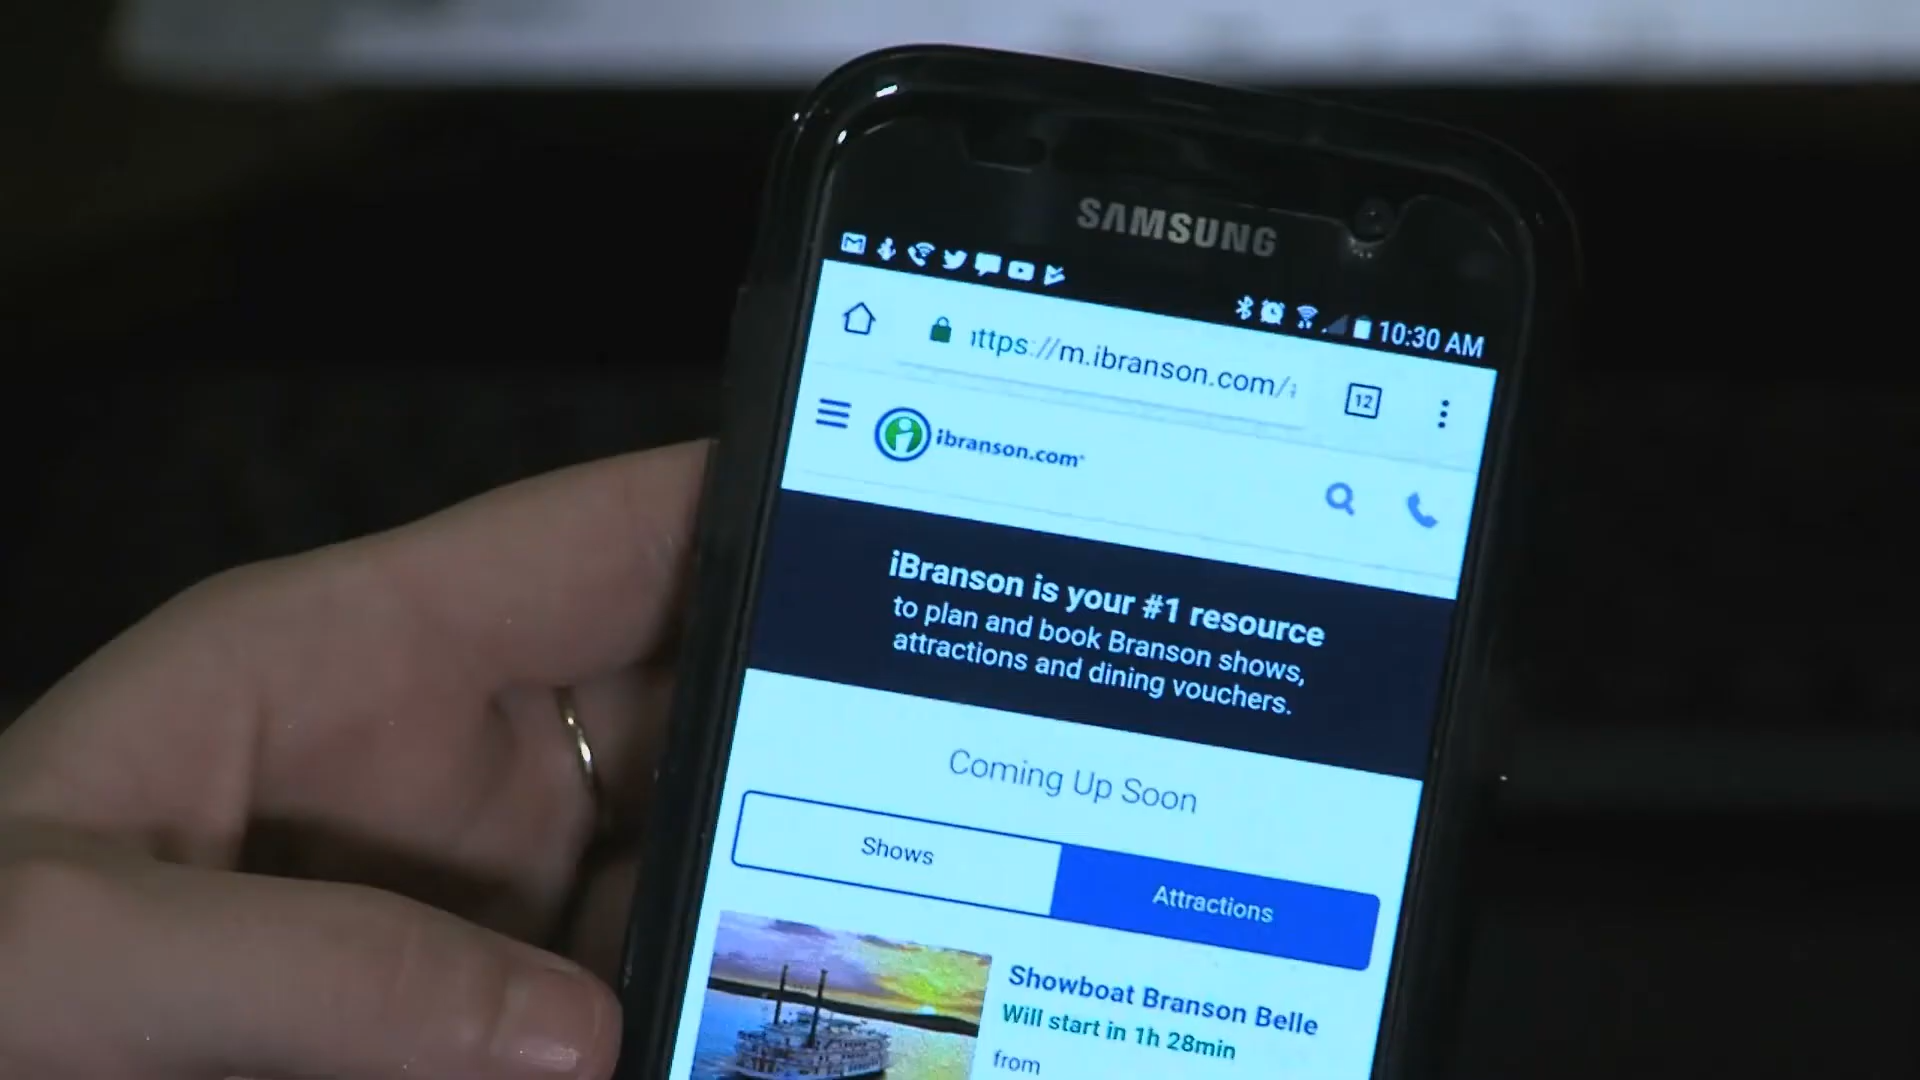 SAMSUNG
10:30 AM
ttps://m.ibranson.com/
12
ibranson.com
iBranson is your #1 resource
to plan and book Branson shows,
attractions and dining vouchers.
Coming Up Soon
Shows
Attractions
Showboat Branson Belle
Will start in 1h 28min
from